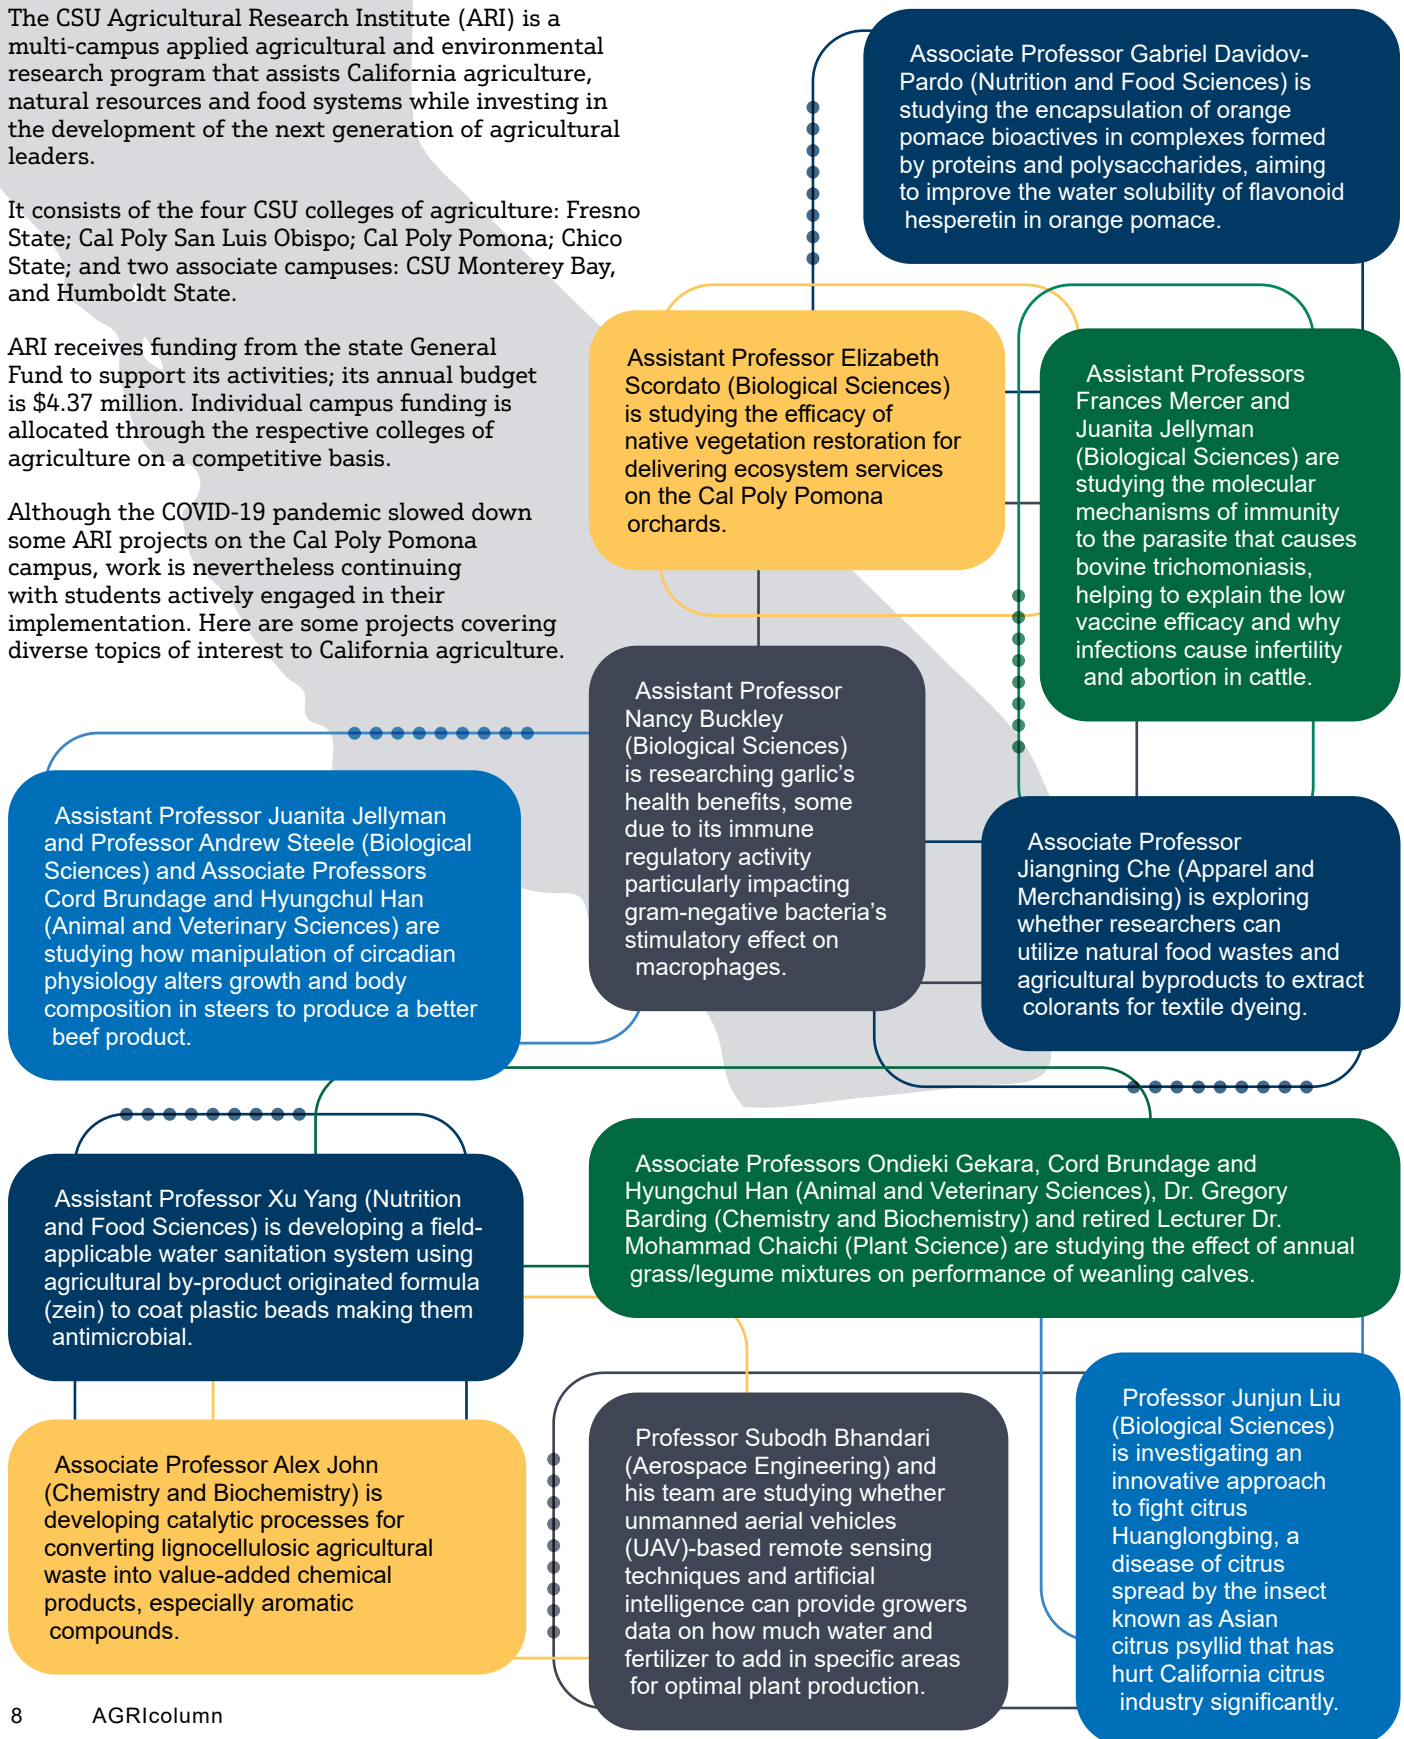 The CSU Agricultural Research Institute (ARI) is a
multi-campus applied agricultural and environmental
research program that assists California agriculture,
natural resources and food systems while investing in
the development of the next generation of agricultural
leaders.
It consists of the four CSU colleges of agriculture: Fresno
State; Cal Poly San Luis Obispo; Cal Poly Pomona; Chico
State; and two associate campuses: CSU Monterey Bay,
and Humboldt State.
ARI receives funding from the state General
Fund to support its activities; its annual budget
is $4.37 million. Individual campus funding is
allocated through the respective colleges of
agriculture on a competitive basis.
Although the COVID-19 pandemic slowed down
some ARI projects on the Cal Poly Pomona
campus, work is nevertheless continuing
with students actively engaged in their
implementation. Here are some projects covering
diverse topics of interest to California agriculture.
Associate Professor Gabriel Davidov-
Pardo (Nutrition and Food Sciences) is
studying the encapsulation of orange
pomace bioactives in complexes formed
by proteins and polysaccharides, aiming
to improve the water solubility of flavonoid
hesperetin in orange pomace.
Assistant Professor Elizabeth
Scordato (Biological Sciences)
is studying the efficacy of
native vegetation restoration for
delivering ecosystem services
on the Cal Poly Pomona
orchards.
Assistant Professors
Frances Mercer and
Juanita Jellyman
(Biological Sciences) are
studying the molecular
mechanisms of immunity
to the parasite that causes
bovine trichomoniasis,
helping to explain the low
vaccine efficacy and why
infections cause infertility
and abortion in cattle.
Assistant Professor
Nancy Buckley
(Biological Sciences)
is researching garlic’s
health benefits, some
due to its immune
regulatory activity
particularly impacting
gram-negative bacteria’s
stimulatory effect on
macrophages.
Assistant Professor Juanita Jellyman
and Professor Andrew Steele (Biological
Sciences) and Associate Professors
Cord Brundage and Hyungchul Han
(Animal and Veterinary Sciences) are
studying how manipulation of circadian
physiology alters growth and body
composition in steers to produce a better
beef product.
Associate Professor
Jiangning Che (Apparel and
Merchandising) is exploring
whether researchers can
utilize natural food wastes and
agricultural byproducts to extract
colorants for textile dyeing.
Assistant Professor Xu Yang (Nutrition
and Food Sciences) is developing a field-
applicable water sanitation system using
agricultural by-product originated formula
(zein) to coat plastic beads making them
antimicrobial.
Associate Professors Ondieki Gekara, Cord Brundage and
Hyungchul Han (Animal and Veterinary Sciences), Dr. Gregory
Barding (Chemistry and Biochemistry) and retired Lecturer Dr.
Mohammad Chaichi (Plant Science) are studying the effect of annual
grass/legume mixtures on performance of weanling calves.
Associate Professor Alex John
(Chemistry and Biochemistry) is
developing catalytic processes for
converting lignocellulosic agricultural
waste into value-added chemical
products, especially aromatic
compounds.
Professor Subodh Bhandari
(Aerospace Engineering) and
his team are studying whether
unmanned aerial vehicles
(UAV)-based remote sensing
techniques and artificial
intelligence can provide growers
data on how much water and
fertilizer to add in specific areas
for optimal plant production.
Professor Junjun Liu
(Biological Sciences)
is investigating an
innovative approach
to fight citrus
Huanglongbing, a
disease of citrus
spread by the insect
known as Asian
citrus psyllid that has
hurt California citrus
industry significantly.
8 AGRIcolumn